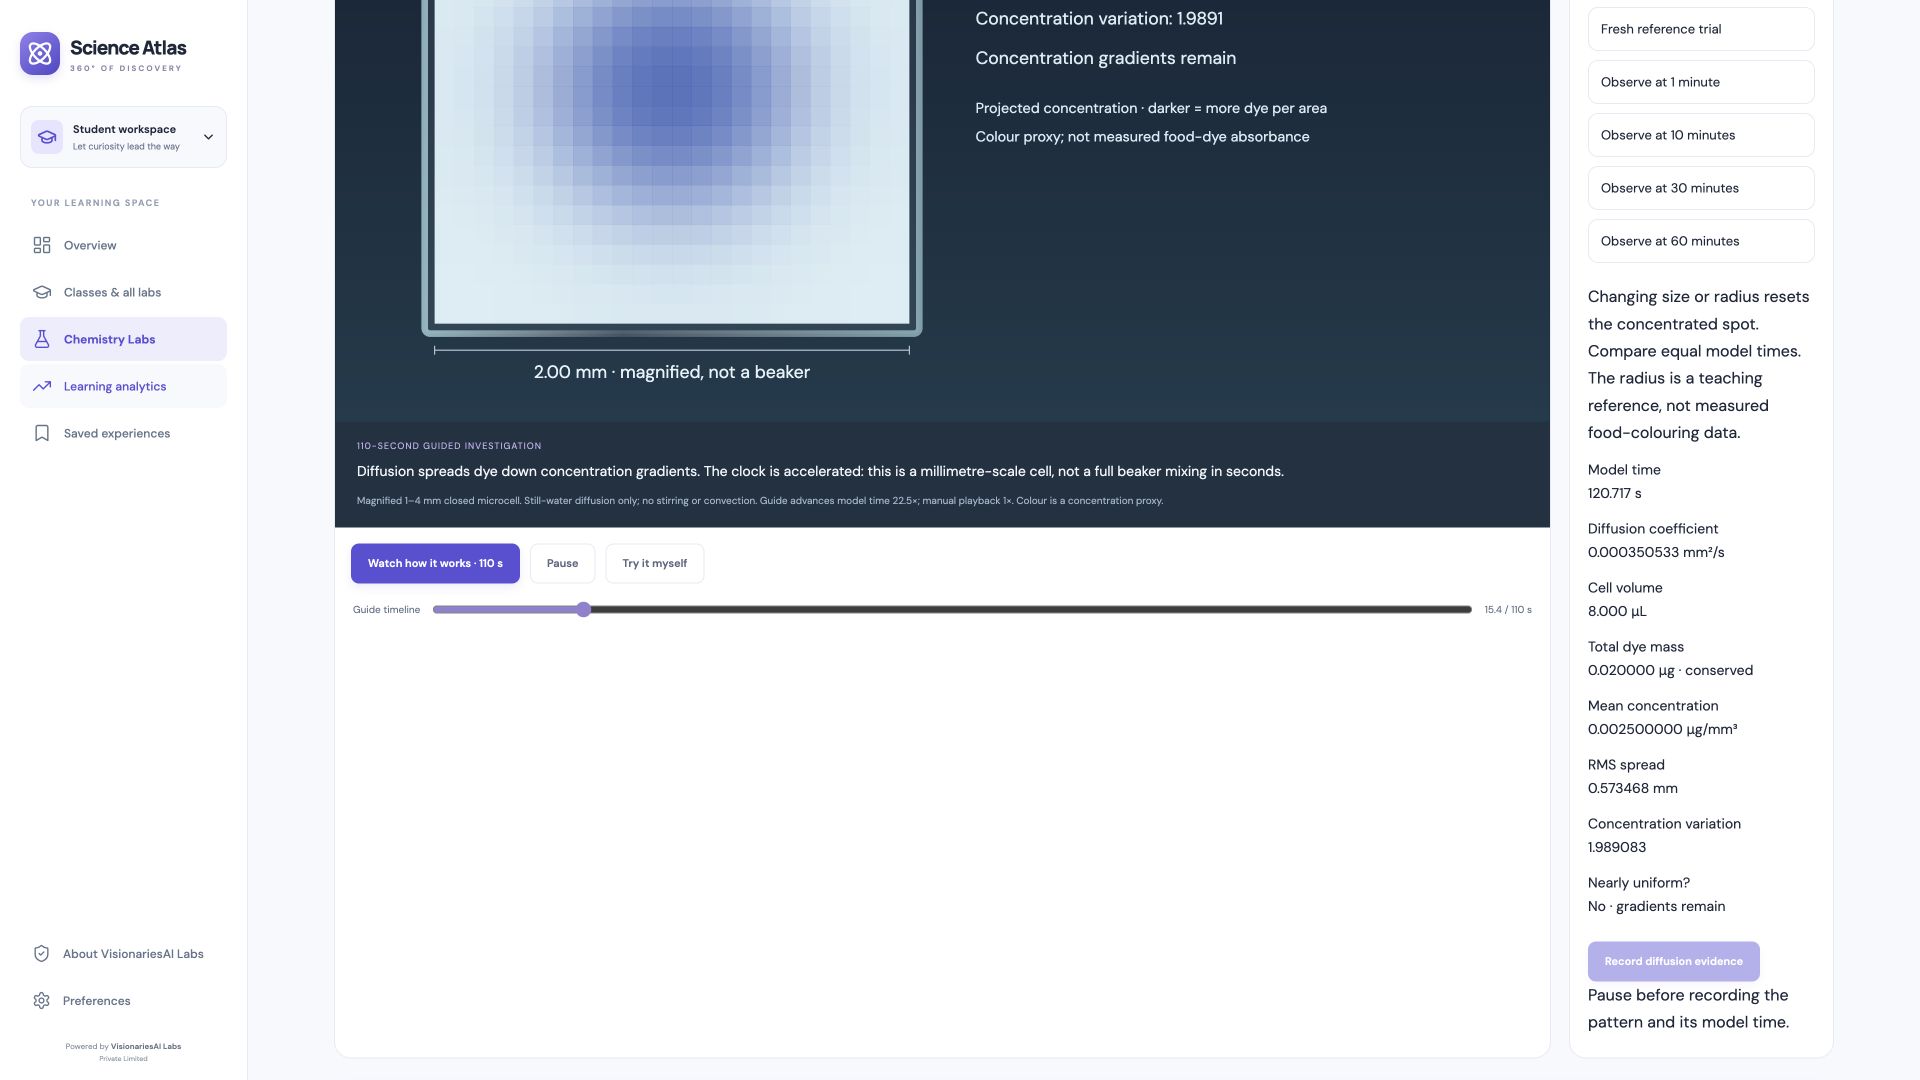 Science Atlas
360° OF DISCOVERY
Student workspace
Let curiosity lead the way
YOUR LEARNING SPACE
Overview
Classes & all labs
Chemistry Labs
Learning analytics
Saved experiences
About VisionariesAI Labs
Preferences
Powered by VisionariesAI Labs
Private Limited
Concentration variation: 1.9891
Concentration gradients remain
Projected concentration · darker = more dye per area
Colour proxy; not measured food-dye absorbance
2.00 mm · magnified, not a beaker
110-SECOND GUIDED INVESTIGATION
Diffusion spreads dye down concentration gradients. The clock is accelerated: this is a millimetre-scale cell, not a full beaker mixing in seconds.
Magnified 1–4 mm closed microcell. Still-water diffusion only; no stirring or convection. Guide advances model time 22.5×; manual playback 1×. Colour is a concentration proxy.
Watch how it works · 110 s
Pause
Try it myself
Guide timeline
15.4 / 110 s
Fresh reference trial
Observe at 1 minute
Observe at 10 minutes
Observe at 30 minutes
Observe at 60 minutes
Changing size or radius resets
the concentrated spot.
Compare equal model times.
The radius is a teaching
reference, not measured
food-colouring data.
Model time
120.717 s
Diffusion coefficient
0.000350533 mm²/s
Cell volume
8.000 µL
Total dye mass
0.020000 µg · conserved
Mean concentration
0.002500000 µg/mm³
RMS spread
0.573468 mm
Concentration variation
1.989083
Nearly uniform?
No · gradients remain
Record diffusion evidence
Pause before recording the
pattern and its model time.